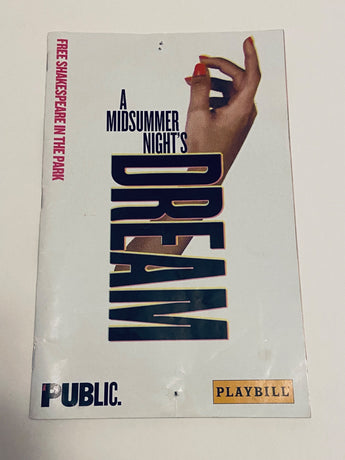 FREE SHAKESPEARE IN THE PARK
A
MIDSUMMER
NIGHT'S
DREAM
PUBLIC.
PLAYBILL